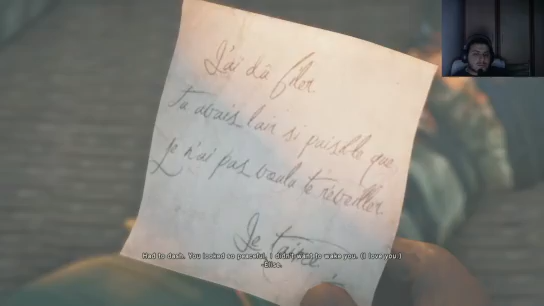 J'ai dû filer
tu avais l'air si paisible que
je n'ai pas voulu te réveiller
Je t'aime,
Had to dash. You looked so peaceful, I didn't want to wake you. (I love you)
-Elise.